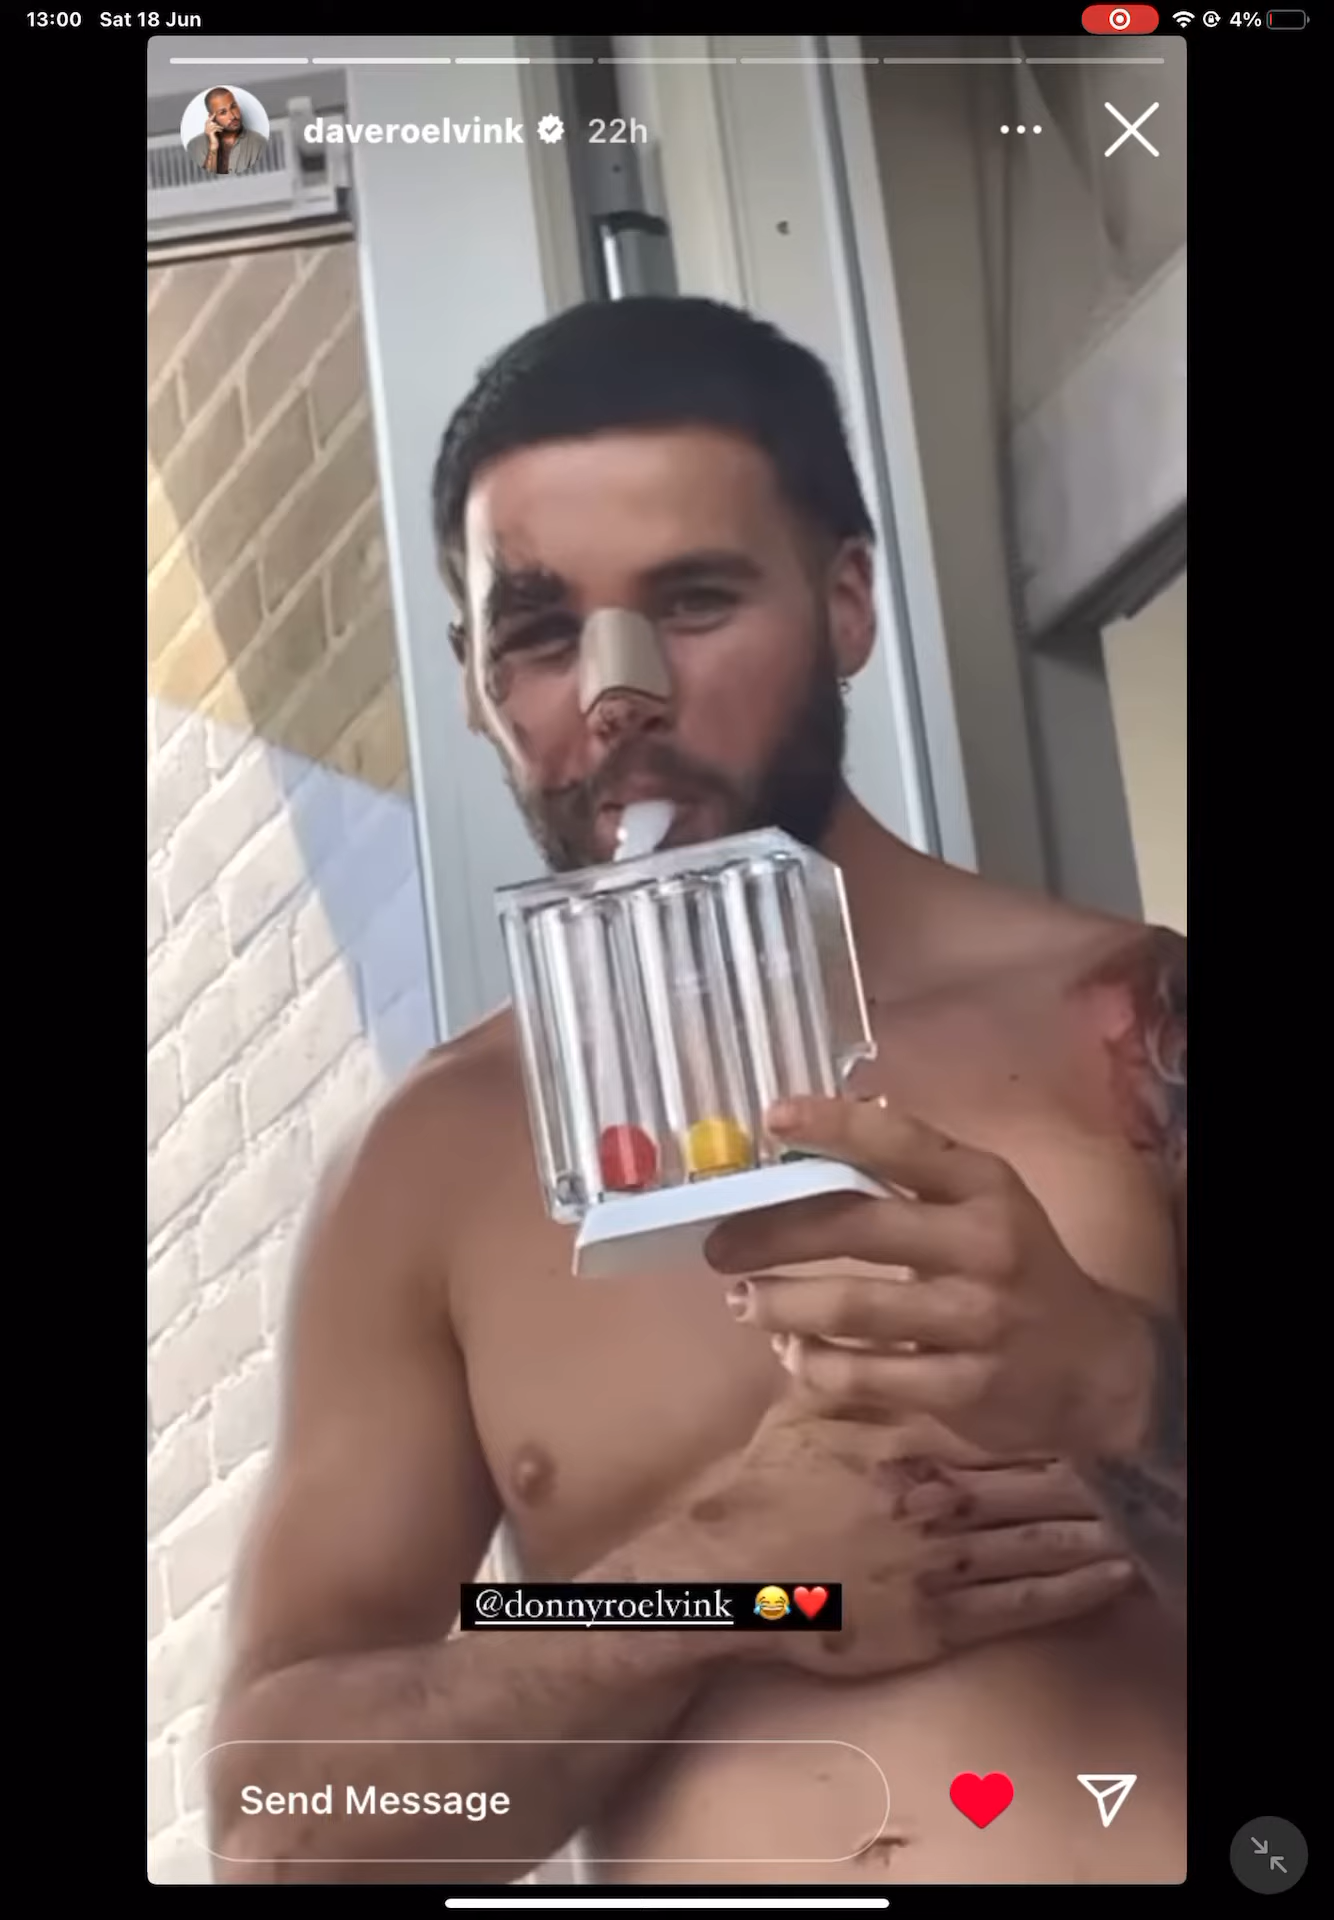 13:00 Sat 18 Jun 4%
daveroelvink 22h
@donnyroelvink 😂❤️
Send Message